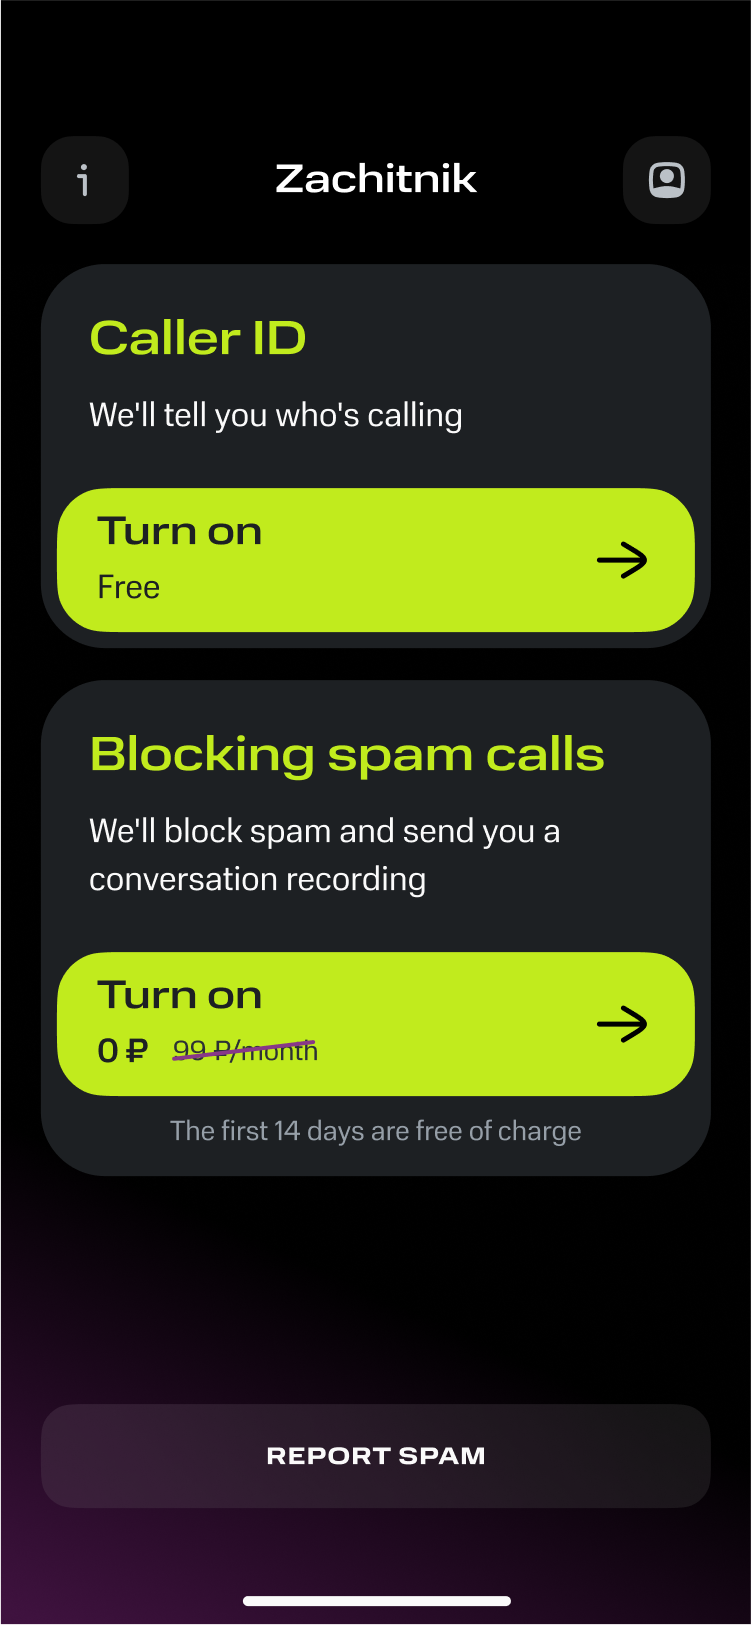 Zachitnik
Caller ID
We'll tell you who's calling
Turn on
Free
Blocking spam calls
We'll block spam and send you a
conversation recording
Turn on
0 ₽ 99 ₽/month
The first 14 days are free of charge
REPORT SPAM